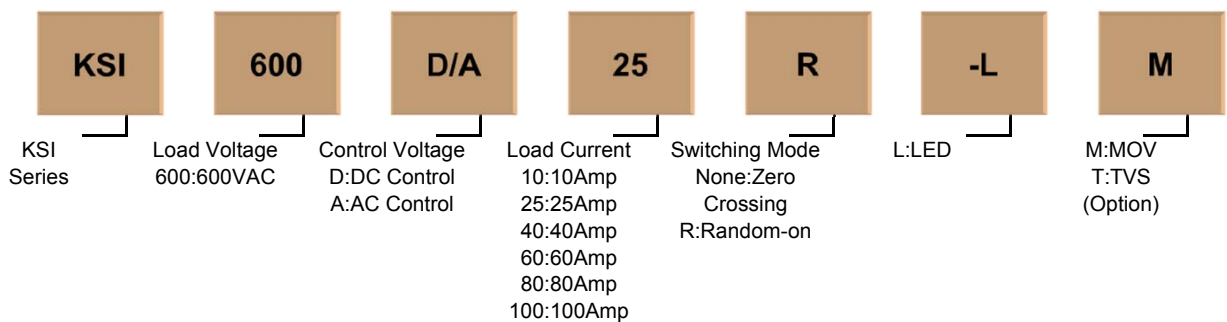 KSI 600 D/A 25 R -L M
KSI
Series
Load Voltage
600:600VAC
Control Voltage
D:DC Control
A:AC Control
Load Current
10:10Amp
25:25Amp
40:40Amp
60:60Amp
80:80Amp
100:100Amp
Switching Mode
None:Zero
Crossing
R:Random-on
L:LED
M:MOV
T:TVS
(Option)